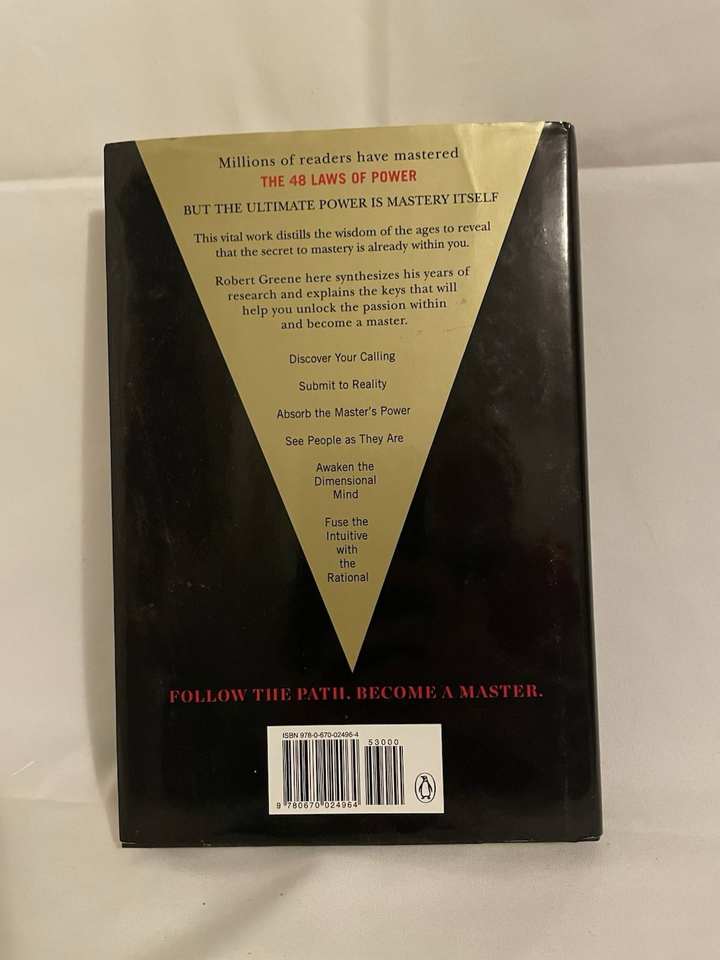 Millions of readers have mastered
THE 48 LAWS OF POWER
BUT THE ULTIMATE POWER IS MASTERY ITSELF
This vital work distills the wisdom of the ages to reveal
that the secret to mastery is already within you.
Robert Greene here synthesizes his years of
research and explains the keys that will
help you unlock the passion within
and become a master.
Discover Your Calling
Submit to Reality
Absorb the Master's Power
See People as They Are
Awaken the
Dimensional
Mind
Fuse the
Intuitive
with
the
Rational
FOLLOW THE PATH. BECOME A MASTER.
ISBN 978-0-670-02496-4
53000
9 780670 024964